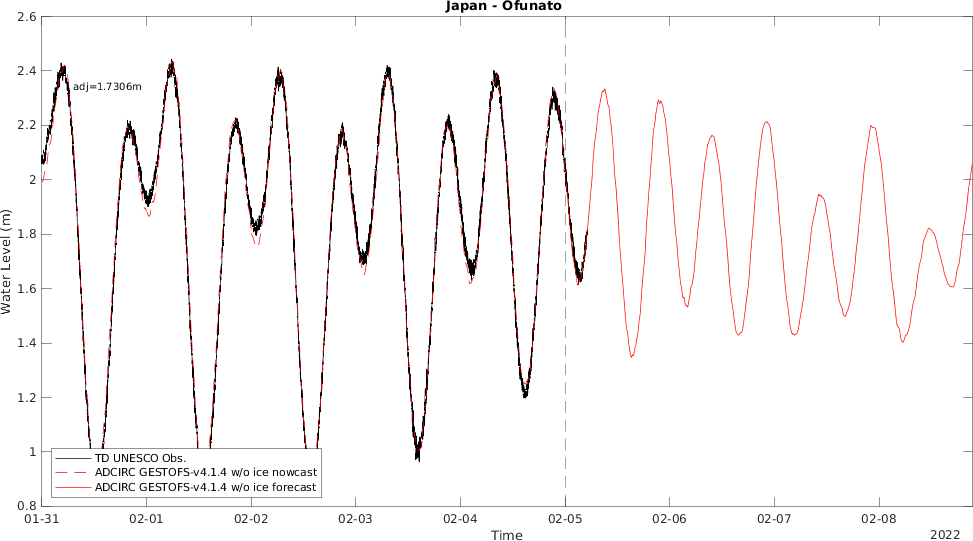 Japan - Ofunato
2.6
2.4
2.2
2
1.8
1.6
1.4
1.2
1
0.8
Water Level (m)
adj=1.7306m
TD UNESCO Obs.
ADCIRC GESTOFS-v4.1.4 w/o ice nowcast
ADCIRC GESTOFS-v4.1.4 w/o ice forecast
01-31 02-01 02-02 02-03 02-04 02-05 02-06 02-07 02-08
Time
2022